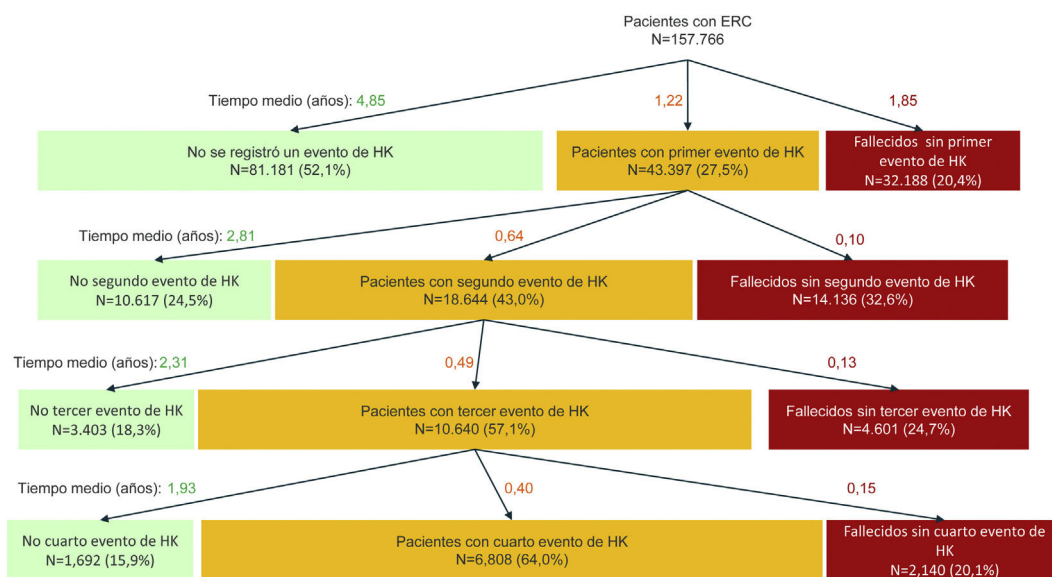 Pacientes con ERC
N=157.766
Tiempo medio (años): 4,85
1,22
1,85
No se registró un evento de HK
N=81.181 (52,1%)
Pacientes con primer evento de HK
N=43.397 (27,5%)
Fallecidos sin primer
evento de HK
N=32.188 (20,4%)
Tiempo medio (años): 2,81
0,64
0,10
No segundo evento de HK
N=10.617 (24,5%)
Pacientes con segundo evento de HK
N=18.644 (43,0%)
Fallecidos sin segundo evento de HK
N=14.136 (32,6%)
Tiempo medio (años): 2,31
0,49
0,13
No tercer evento de HK
N=3.403 (18,3%)
Pacientes con tercer evento de HK
N=10.640 (57,1%)
Fallecidos sin tercer evento de HK
N=4.601 (24,7%)
Tiempo medio (años): 1,93
0,40
0,15
No cuarto evento de HK
N=1,692 (15,9%)
Pacientes con cuarto evento de HK
N=6,808 (64,0%)
Fallecidos sin cuarto evento de
HK
N=2,140 (20,1%)